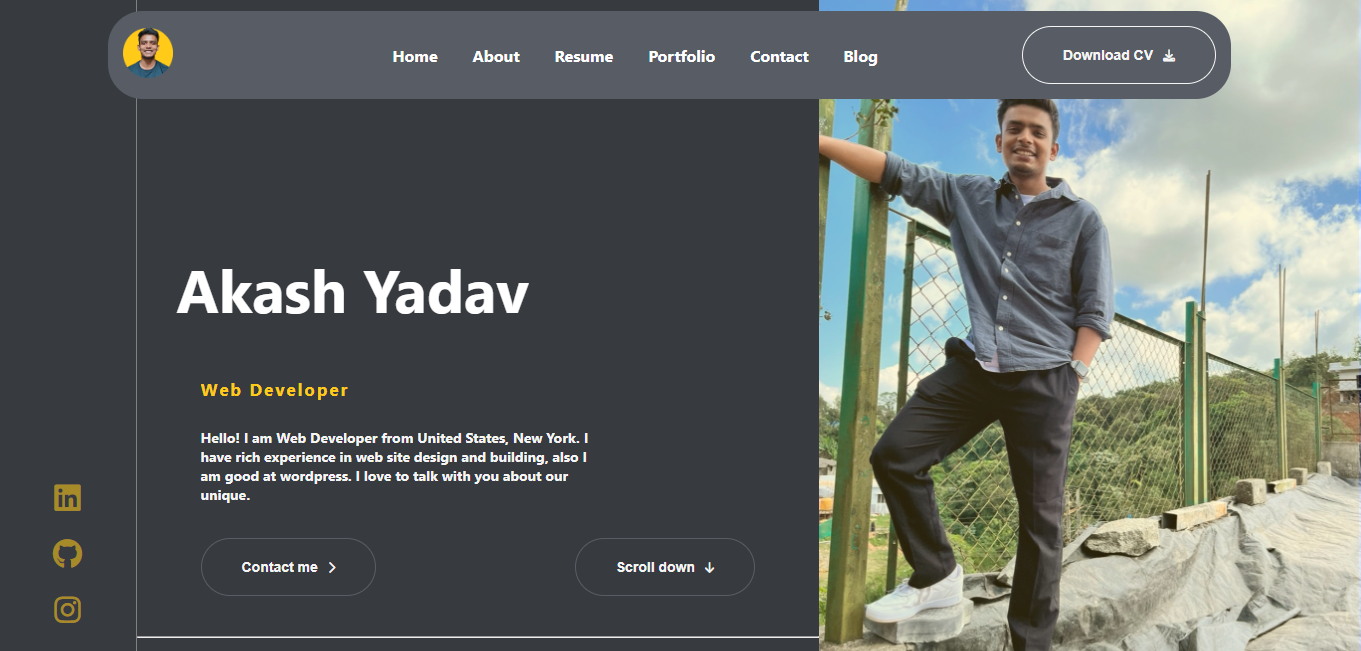 Home About Resume Portfolio Contact Blog Download CV
Akash Yadav
Web Developer
Hello! I am Web Developer from United States, New York. I
have rich experience in web site design and building, also I
am good at wordpress. I love to talk with you about our
unique.
in
Contact me
Scroll down